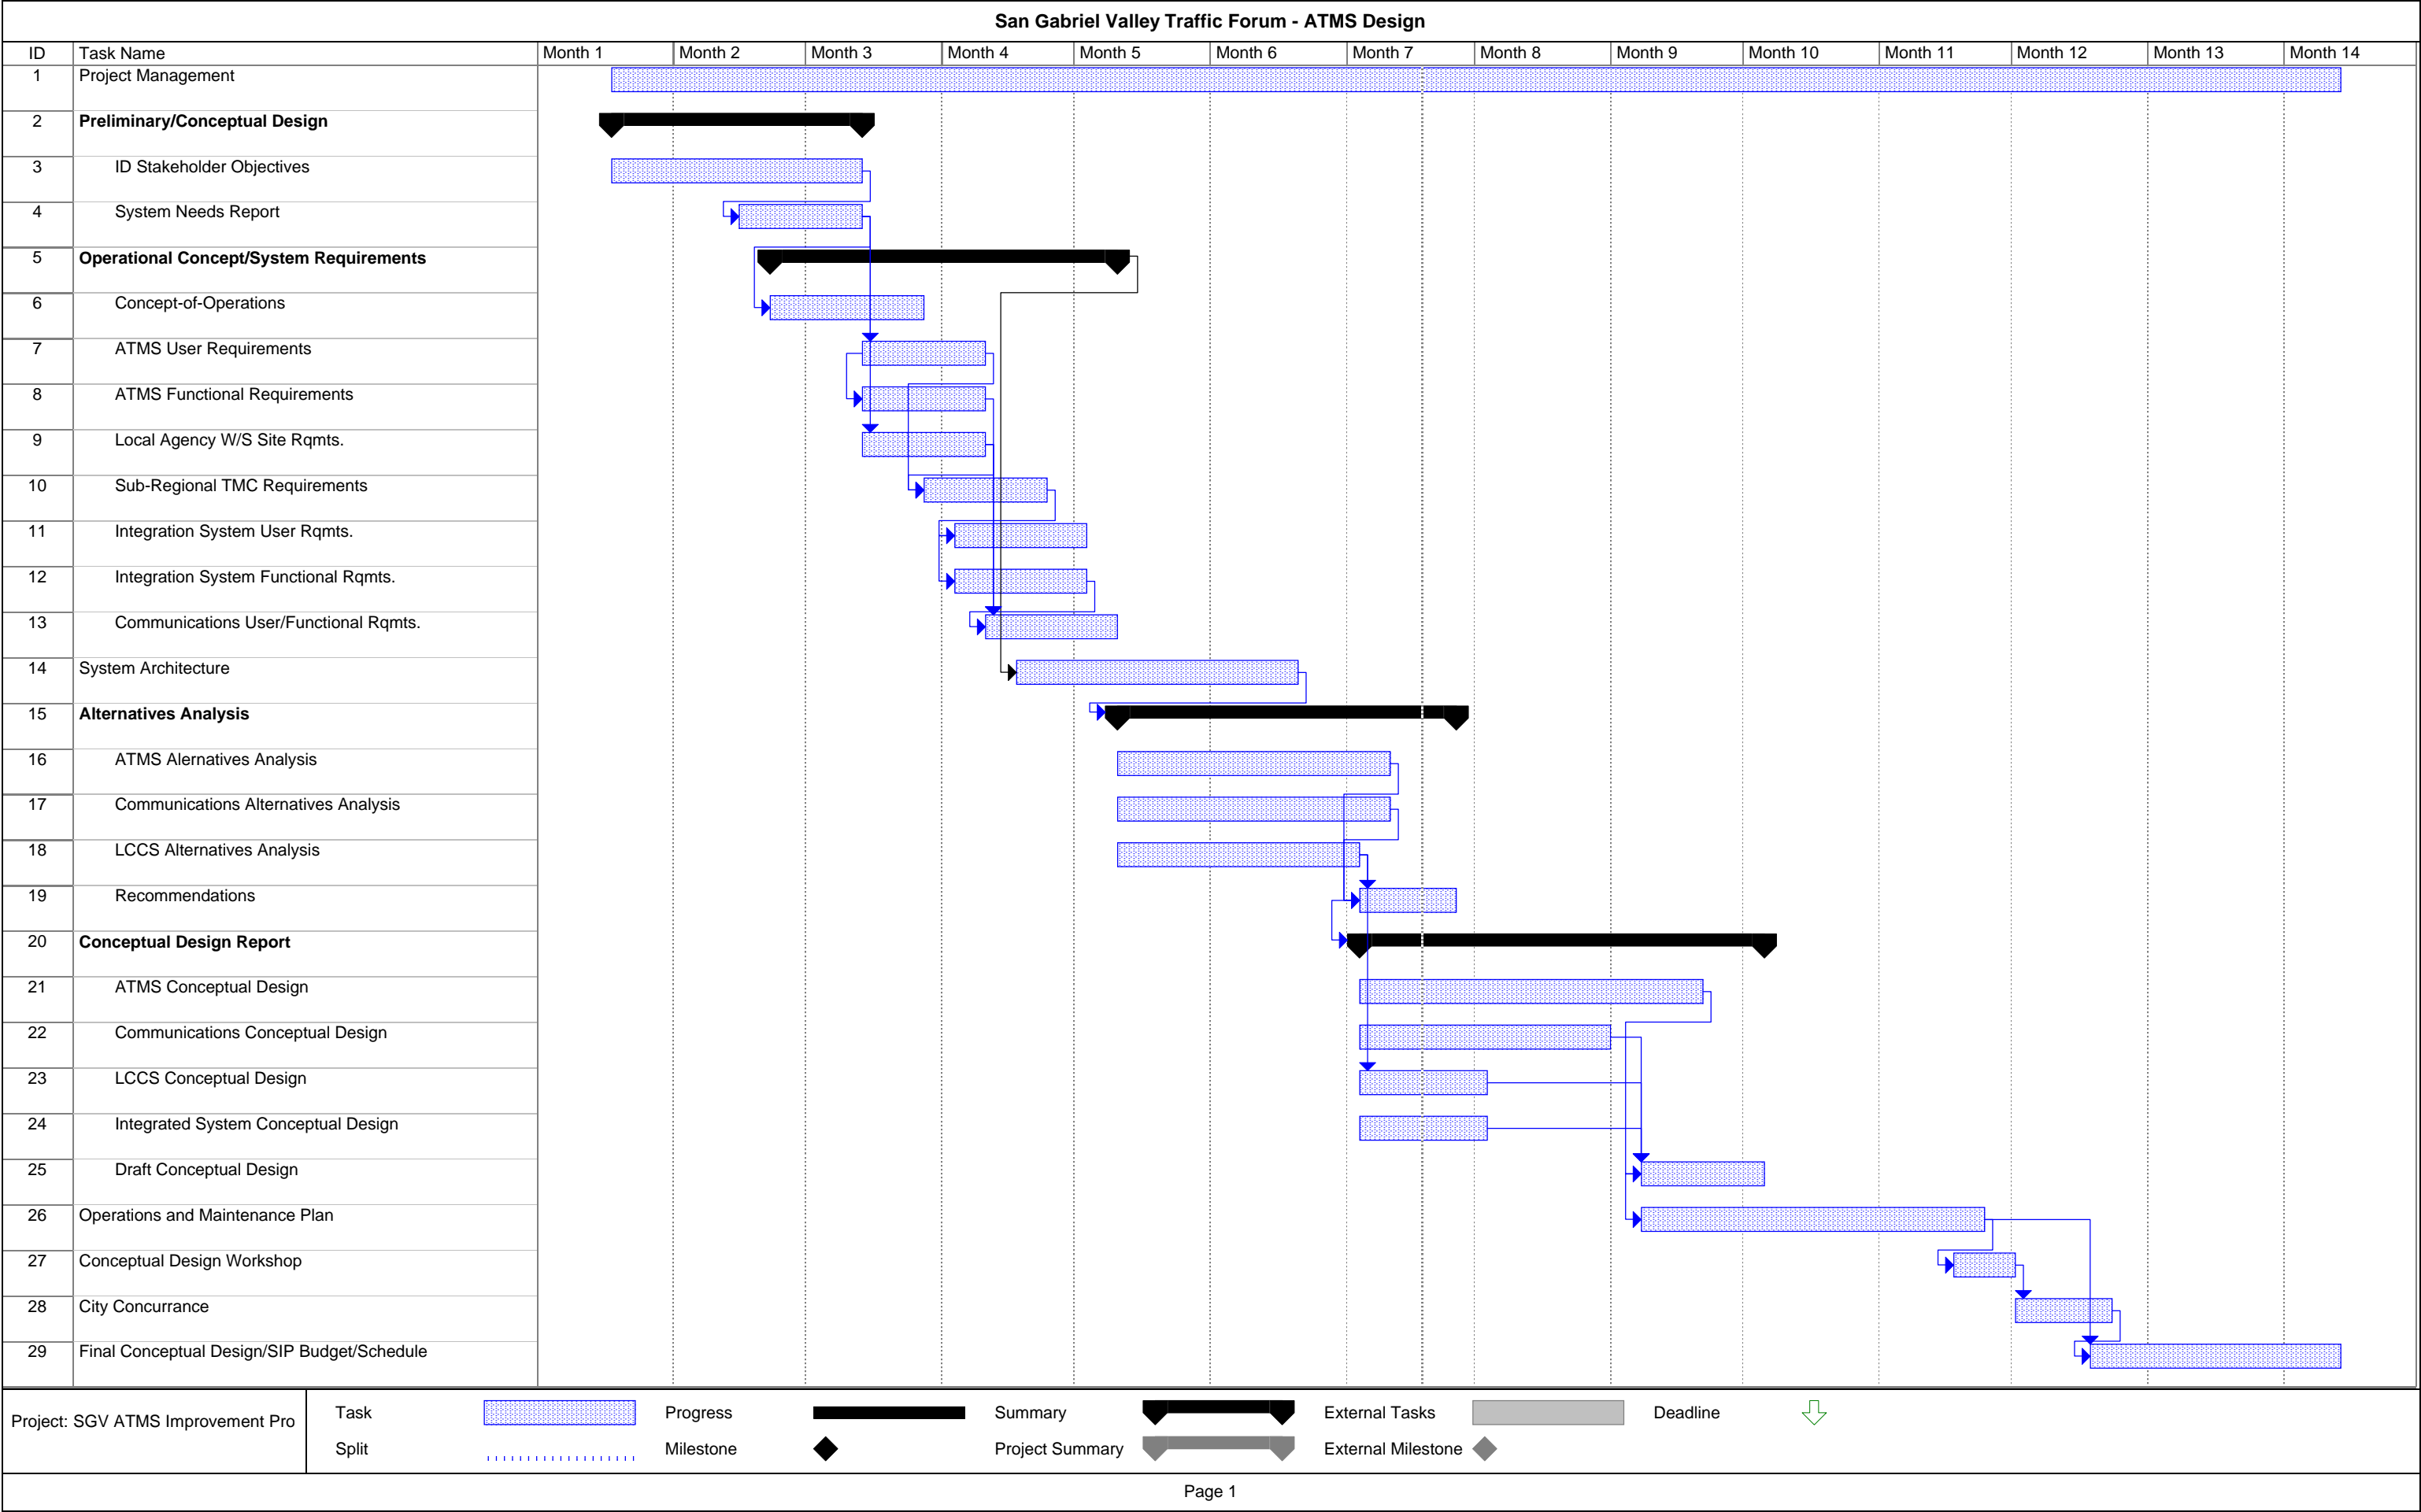 San Gabriel Valley Traffic Forum - ATMS Design
ID Task Name Month 1 Month 2 Month 3 Month 4 Month 5 Month 6 Month 7 Month 8 Month 9 Month 10 Month 11 Month 12 Month 13 Month 14
1 Project Management
2 Preliminary/Conceptual Design
3 ID Stakeholder Objectives
4 System Needs Report
5 Operational Concept/System Requirements
6 Concept-of-Operations
7 ATMS User Requirements
8 ATMS Functional Requirements
9 Local Agency W/S Site Rqmts.
10 Sub-Regional TMC Requirements
11 Integration System User Rqmts.
12 Integration System Functional Rqmts.
13 Communications User/Functional Rqmts.
14 System Architecture
15 Alternatives Analysis
16 ATMS Alernatives Analysis
17 Communications Alternatives Analysis
18 LCCS Alternatives Analysis
19 Recommendations
20 Conceptual Design Report
21 ATMS Conceptual Design
22 Communications Conceptual Design
23 LCCS Conceptual Design
24 Integrated System Conceptual Design
25 Draft Conceptual Design
26 Operations and Maintenance Plan
27 Conceptual Design Workshop
28 City Concurrance
29 Final Conceptual Design/SIP Budget/Schedule
Project: SGV ATMS Improvement Pro
Task Progress Summary External Tasks Deadline
Split Milestone Project Summary External Milestone
Page 1